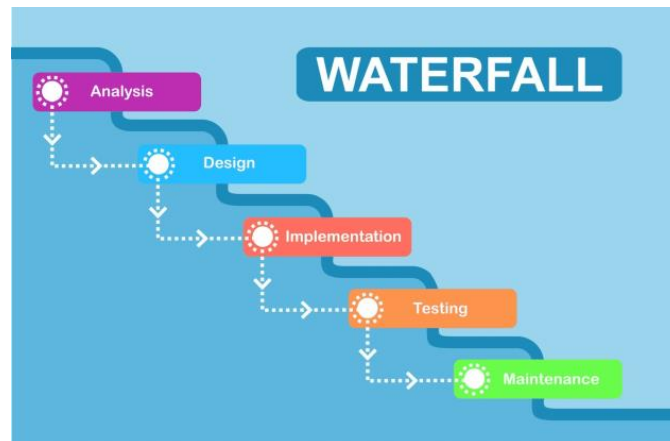 WATERFALL
Analysis
Design
Implementation
Testing
Maintenance